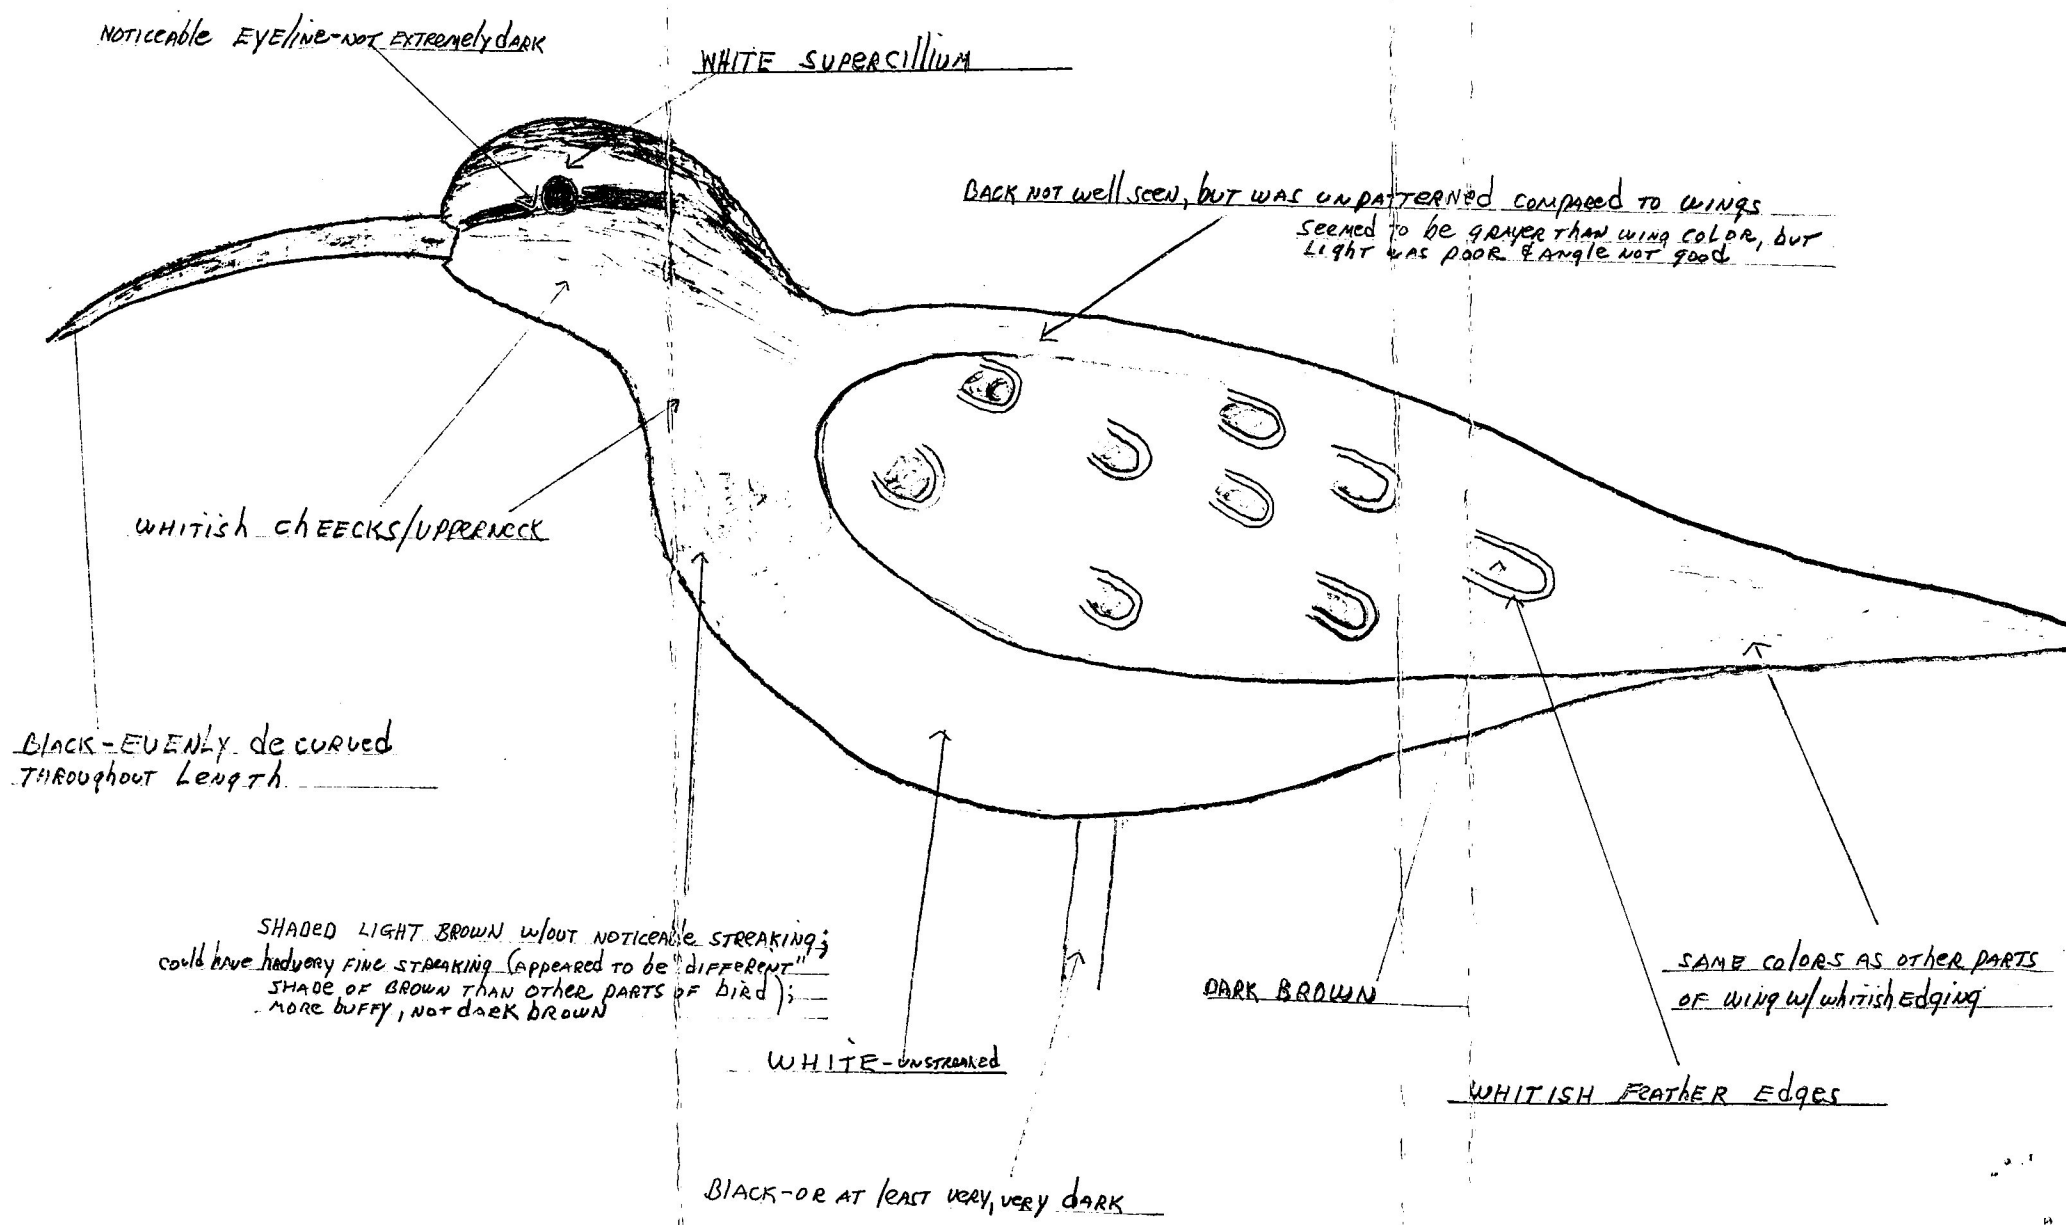 NOTICEABLE EYELINE-NOT EXTREMELY DARK
WHITE SUPERCILLIUM
BACK NOT WELL SEEN, but WAS UNPATTERNED COMPARED TO WINGS
SEEMED to be GRAYER THAN WING COLOR, but
LIGHT WAS POOR & ANGLE NOT GOOD
WHITISH CHEECKS/UPPERNECK
BLACK-EVENLY decurved
THROUGHOUT LENGTH
SHADED LIGHT BROWN W/OUT NOTICEABLE STREAKING;
could have had very FINE STREAKING (APPEARED TO be "DIFFERENT"
SHADE OF BROWN THAN OTHER PARTS OF bird);
MORE BUFFY, NOT DARK BROWN
WHITE-UNSTREAKED
BLACK-OR AT LEAST VERY, VERY DARK
DARK BROWN
SAME COLORS AS OTHER PARTS
OF WING W/WHITISH EDGING
WHITISH FEATHER EDGES